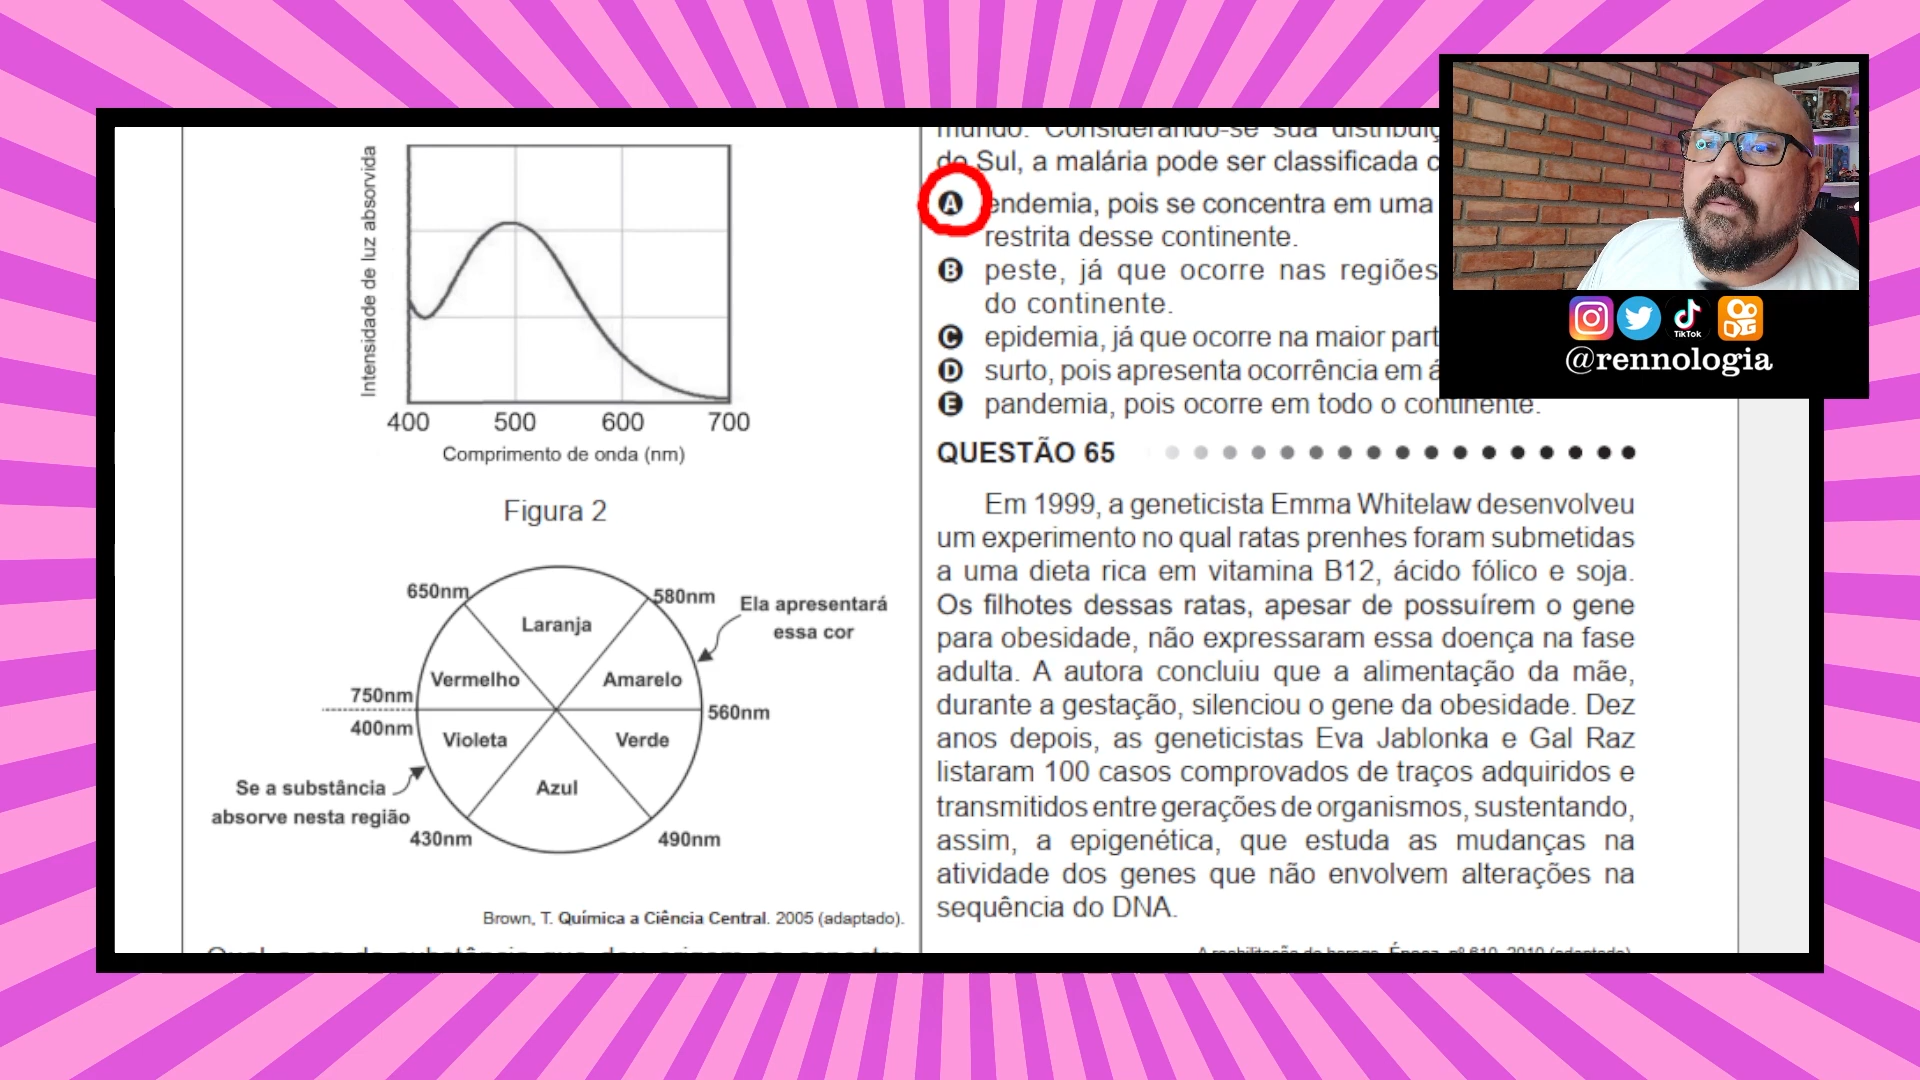 Intensidade de luz absorvida
400 500 600 700
Comprimento de onda (nm)
Figura 2
650nm
580nm
Ela apresentará
essa cor
Laranja
Vermelho
Amarelo
750nm
560nm
400nm
Violeta
Verde
Azul
Se a substância
absorve nesta região
430nm
490nm
Brown, T. Química a Ciência Central. 2005 (adaptado).
mundo. Considerando-se sua
do Sul, a malária pode ser classificada
A endemia, pois se concentra em uma
restrita desse continente.
B peste, já que ocorre nas regiões
do continente.
C epidemia, já que ocorre na maior
D surto, pois apresenta ocorrência em
E pandemia, pois ocorre em todo o continente.
QUESTÃO 65
Em 1999, a geneticista Emma Whitelaw desenvolveu
um experimento no qual ratas prenhes foram submetidas
a uma dieta rica em vitamina B12, ácido fólico e soja.
Os filhotes dessas ratas, apesar de possuírem o gene
para obesidade, não expressaram essa doença na fase
adulta. A autora concluiu que a alimentação da mãe,
durante a gestação, silenciou o gene da obesidade. Dez
anos depois, as geneticistas Eva Jablonka e Gal Raz
listaram 100 casos comprovados de traços adquiridos e
transmitidos entre gerações de organismos, sustentando,
assim, a epigenética, que estuda as mudanças na
atividade dos genes que não envolvem alterações na
sequência do DNA.
TikTok
@rennologia